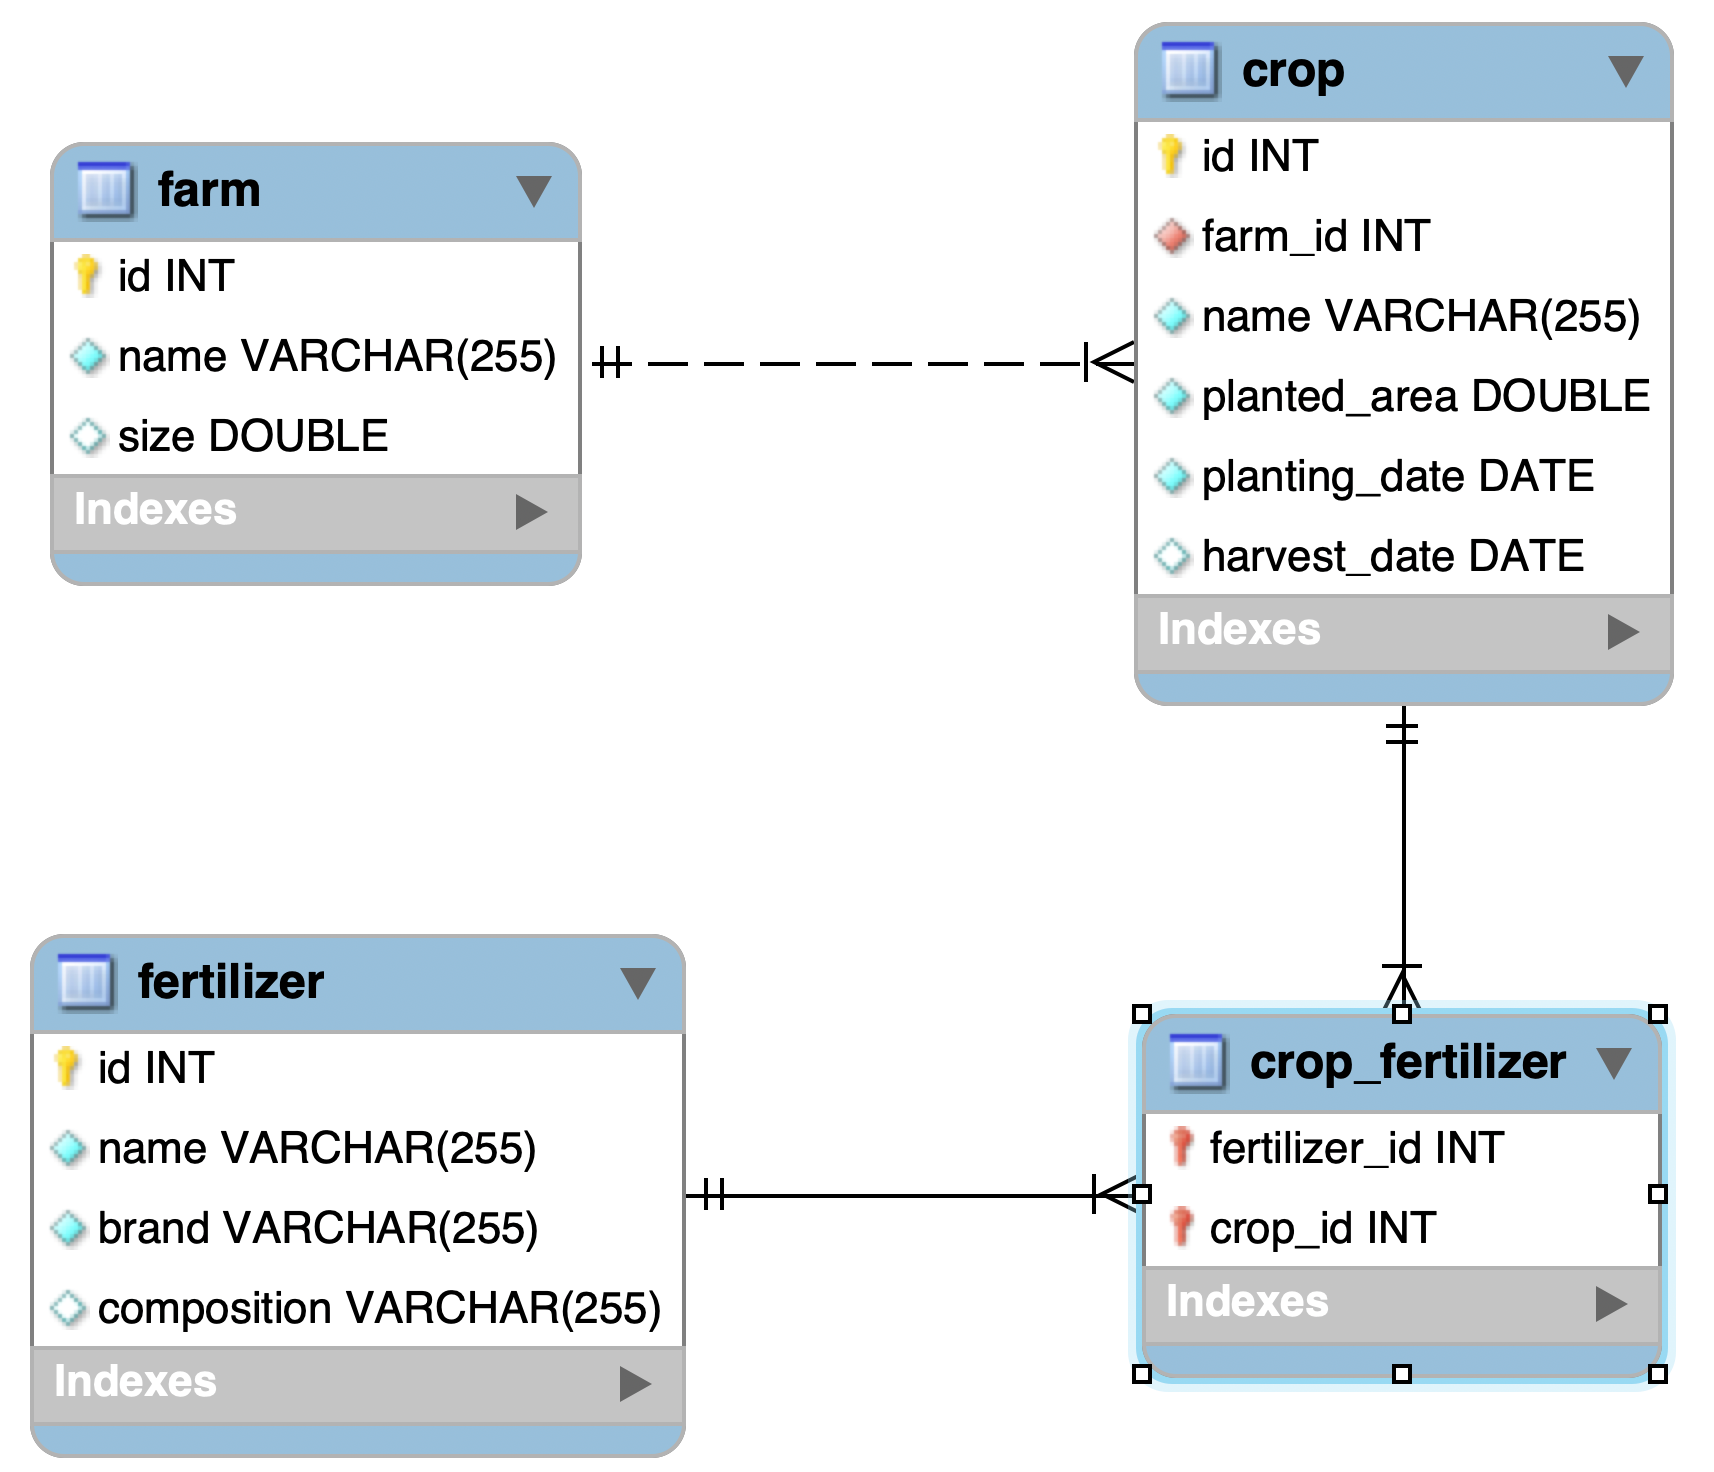 farm
id INT
name VARCHAR(255)
size DOUBLE
Indexes
crop
id INT
farm_id INT
name VARCHAR(255)
planted_area DOUBLE
planting_date DATE
harvest_date DATE
Indexes
fertilizer
id INT
name VARCHAR(255)
brand VARCHAR(255)
composition VARCHAR(255)
Indexes
crop_fertilizer
fertilizer_id INT
crop_id INT
Indexes